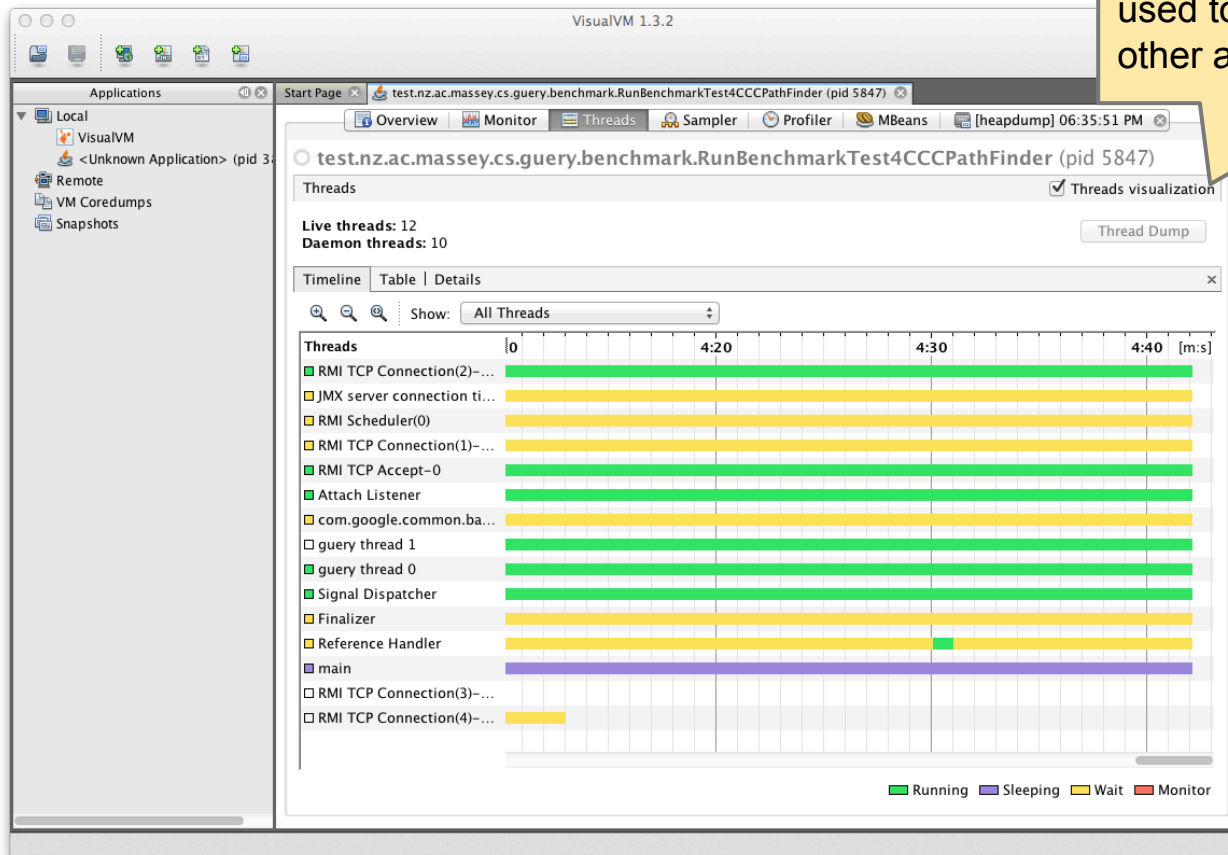 VisualVM 1.3.2
used to
other a
Applications
Start Page
test.nz.ac.massey.cs.guery.benchmark.RunBenchmarkTest4CCCPathFinder (pid 5847)
Local
VisualVM
<Unknown Application> (pid 3
Remote
VM Coredumps
Snapshots
Overview
Monitor
Threads
Sampler
Profiler
MBeans
[heapdump] 06:35:51 PM
test.nz.ac.massey.cs.guery.benchmark.RunBenchmarkTest4CCCPathFinder (pid 5847)
Threads
Threads visualization
Live threads: 12
Daemon threads: 10
Thread Dump
Timeline
Table
Details
Show:
All Threads
Threads
0
4:20
4:30
4:40
[m:s]
RMI TCP Connection(2)-...
JMX server connection ti...
RMI Scheduler(0)
RMI TCP Connection(1)-...
RMI TCP Accept-0
Attach Listener
com.google.common.ba...
guery thread 1
guery thread 0
Signal Dispatcher
Finalizer
Reference Handler
main
RMI TCP Connection(3)-...
RMI TCP Connection(4)-...
Running
Sleeping
Wait
Monitor